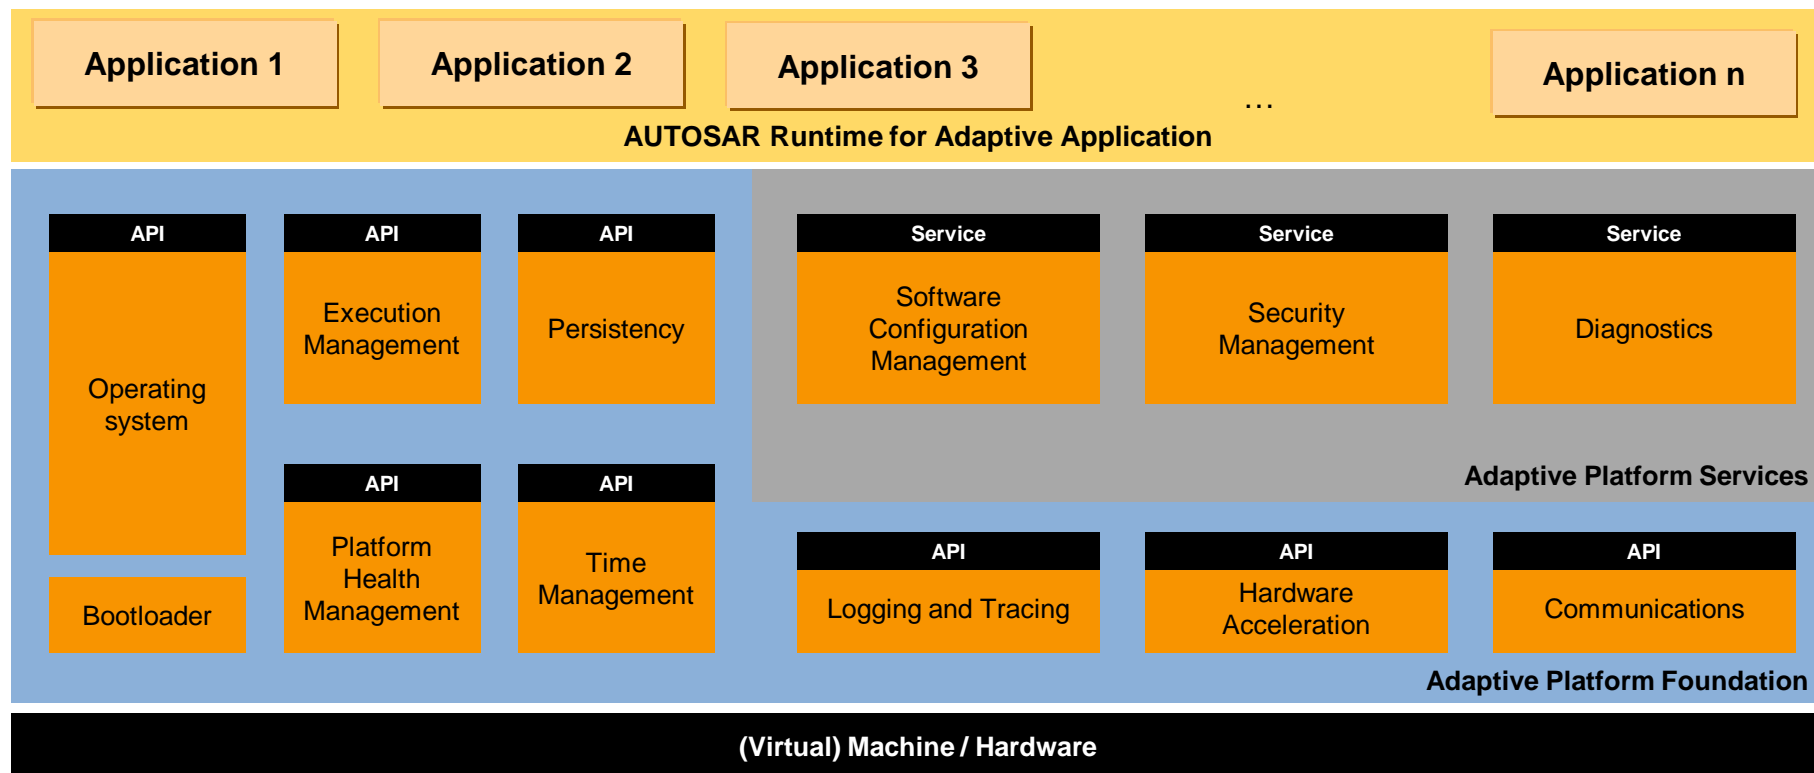 Application 1
Application 2
Application 3
...
Application n
AUTOSAR Runtime for Adaptive Application
API
Operating
system
Bootloader
API
Execution
Management
API
Persistency
API
Platform
Health
Management
API
Time
Management
Service
Software
Configuration
Management
Service
Security
Management
Service
Diagnostics
Adaptive Platform Services
API
Logging and Tracing
API
Hardware
Acceleration
API
Communications
Adaptive Platform Foundation
(Virtual) Machine / Hardware